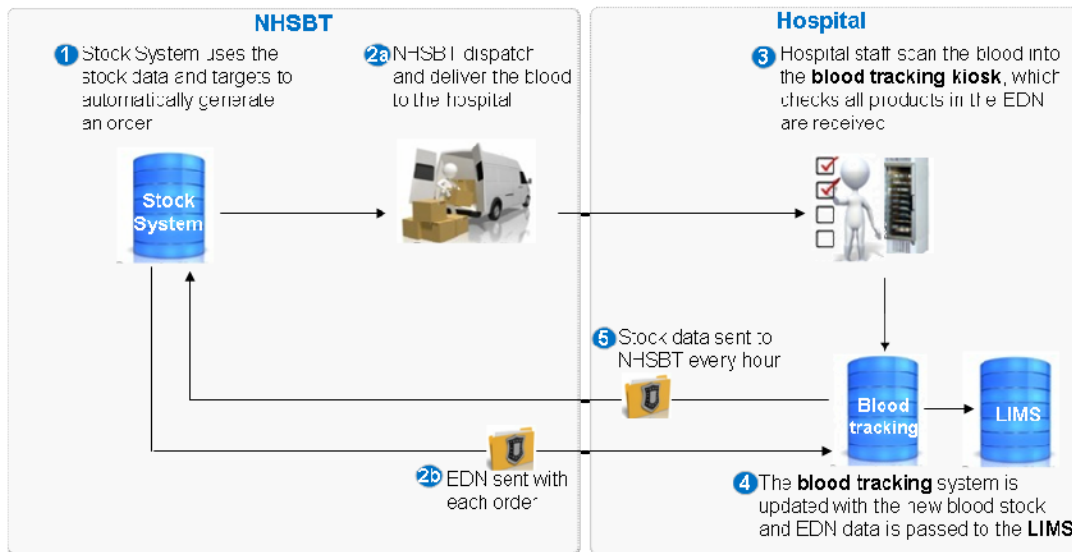 NHSBT
1 Stock System uses the
stock data and targets to
automatically generate
an order
2a NHSBT dispatch
and deliver the blood
to the hospital
Stock
System
5 Stock data sent to
NHSBT every hour
2b EDN sent with
each order
Hospital
3 Hospital staff scan the blood into
the blood tracking kiosk, which
checks all products in the EDN
are received
Blood
tracking
LIMS
4 The blood tracking system is
updated with the new blood stock
and EDN data is passed to the LIMS